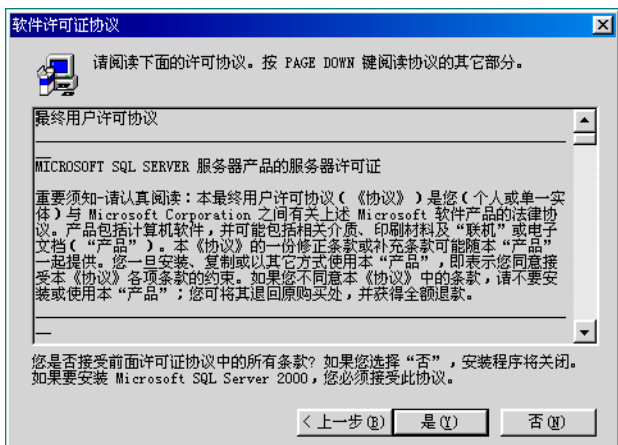 软件许可证协议
请阅读下面的许可协议。按 PAGE DOWN 键阅读协议的其它部分。
最终用户许可协议
MICROSOFT SQL SERVER 服务器产品的服务器许可证
重要须知-请认真阅读：本最终用户许可协议（《协议》）是您（个人或单一实
体）与 Microsoft Corporation 之间有关上述 Microsoft 软件产品的法律协
议。产品包括计算机软件，并可能包括相关介质、印刷材料及“联机”或电子
文档（“产品”）。本《协议》的一份修正条款或补充条款可能随本“产品”
一起提供。您一旦安装、复制或以其它方式使用本“产品”，即表示您同意接
受本《协议》各项条款的约束。如果您不同意本《协议》中的条款，请不要安
装或使用本“产品”；您可将其退回原购买处，并获得全额退款。
您是否接受前面许可证协议中的所有条款？如果您选择“否”，安装程序将关闭。
如果要安装 Microsoft SQL Server 2000，您必须接受此协议。
< 上一步(B) 是(Y) 否(N)